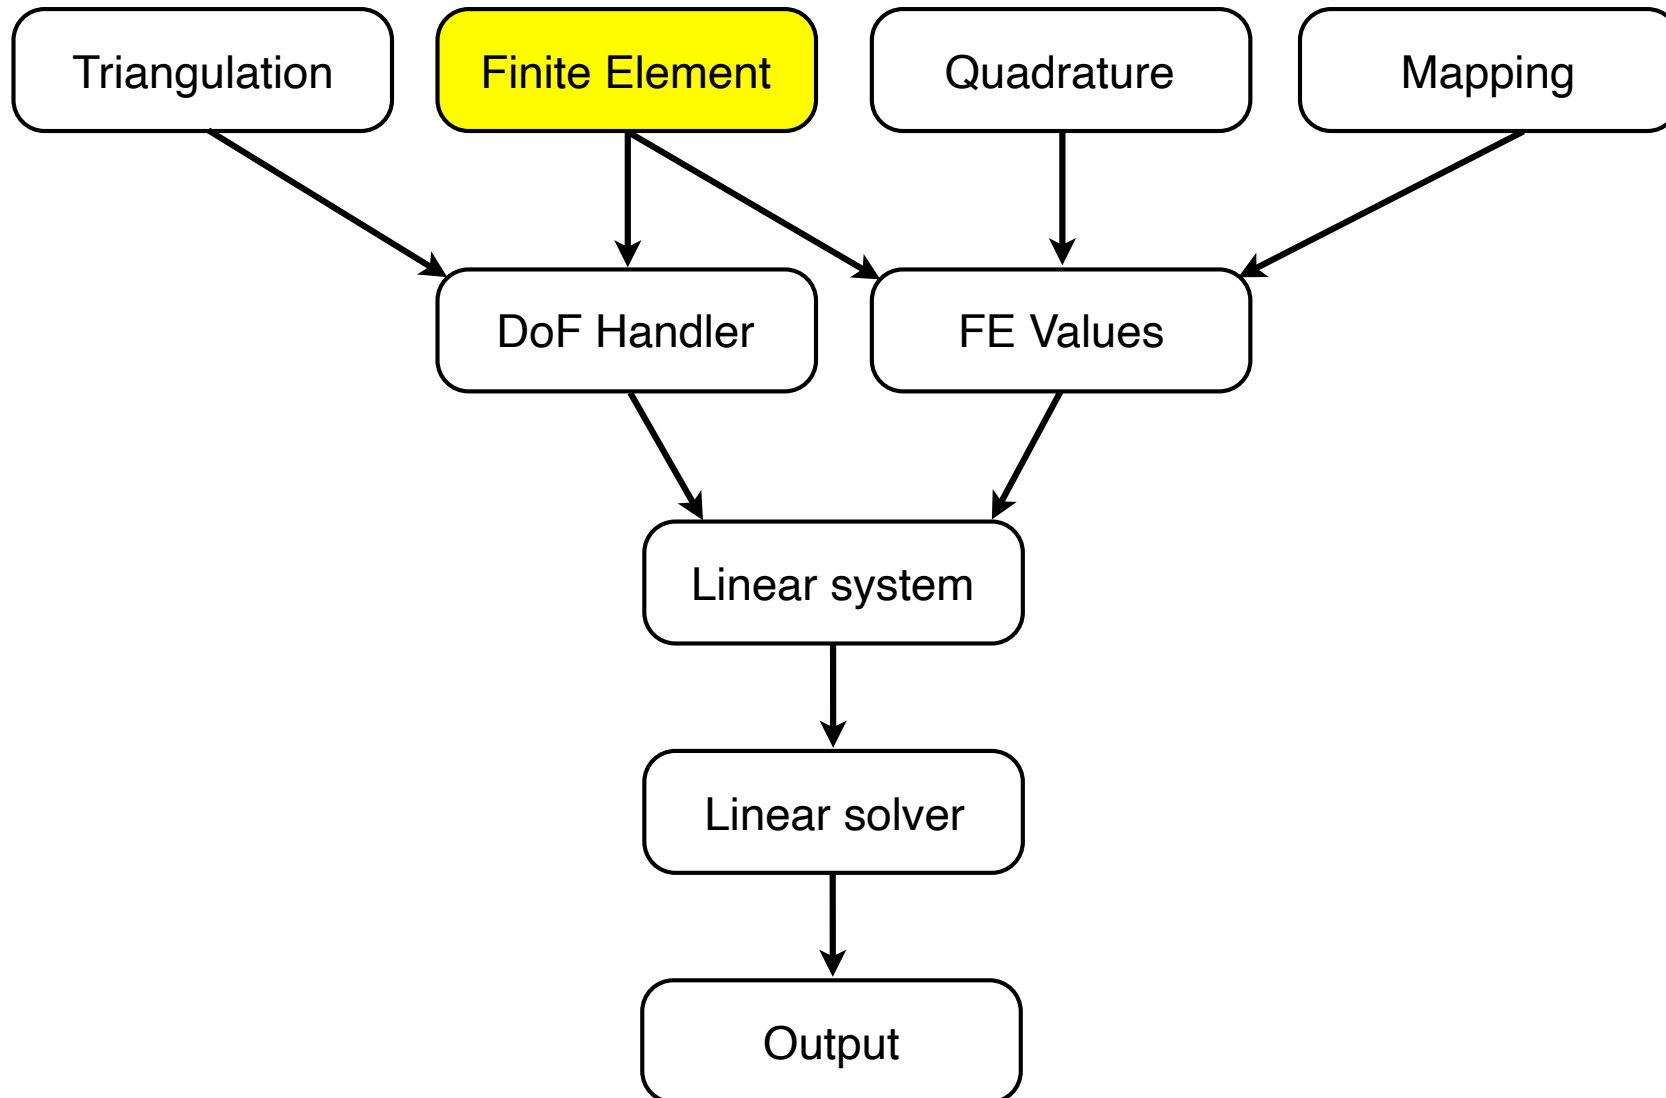 Triangulation
Finite Element
Quadrature
Mapping
DoF Handler
FE Values
Linear system
Linear solver
Output